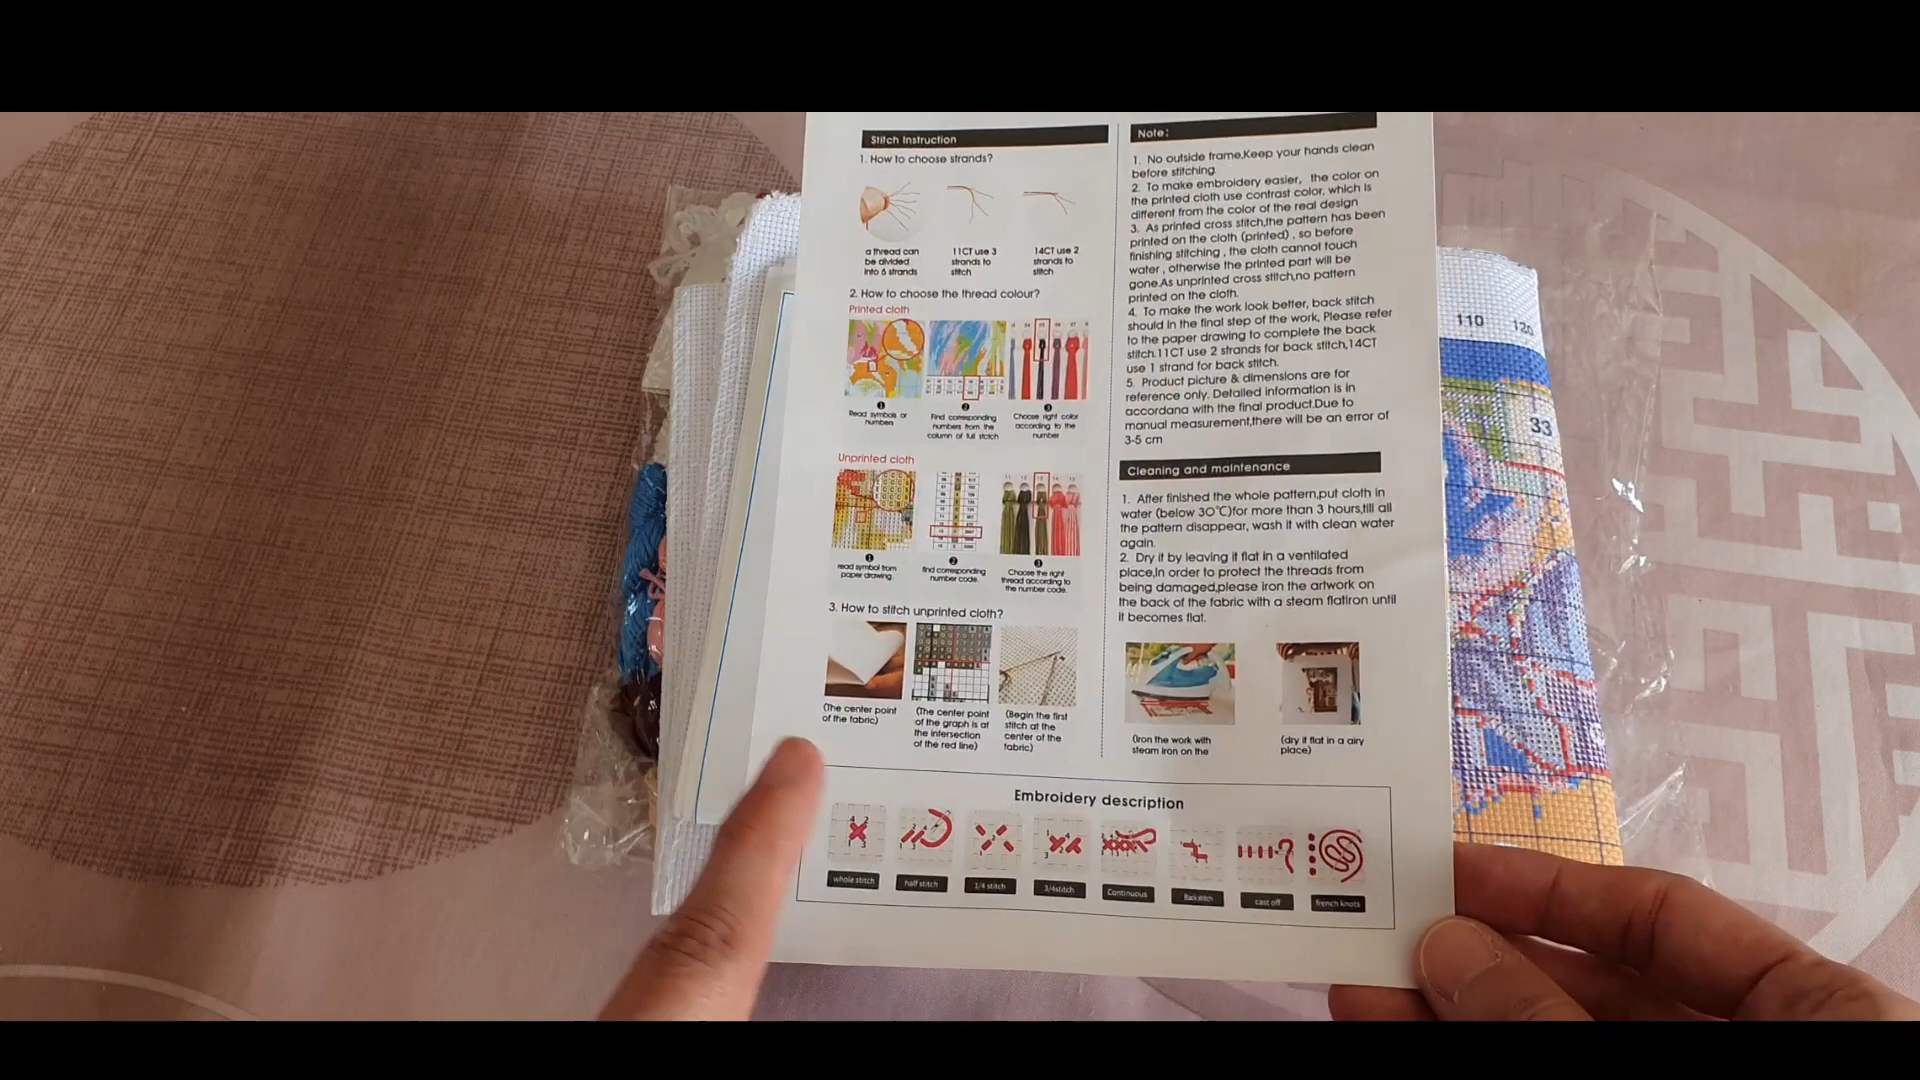 Stitch Instruction
1. How to choose strands?
a thread can
be divided
into 6 strands
11CT use 3
strands to
stitch
14CT use 2
strands to
stitch
2. How to choose the thread colour?
Printed cloth
Read symbols or
numbers
Find corresponding
numbers from the
column of full stctch
Choose right color
according to the
number
Unprinted cloth
read symbol from
paper drawing.
find corresponding
number code.
Choose the right
thread according to
the number code.
3. How to stitch unprinted cloth?
(The center point
of the fabric)
(The center point
of the graph is at
the intersection
of the red line)
(Begin the first
stitch at the
center of the
fabric)
Note:
1. No outside frame,Keep your hands clean
before stitching.
2. To make embroidery easier, the color on
the printed cloth use contrast color, which is
different from the color of the real design
3. As printed cross stitch,the pattern has been
printed on the cloth (printed) , so before
finishing stitching , the cloth cannot touch
water , otherwise the printed part will be
gone.As unprinted cross stitch,no pattern
printed on the cloth.
4. To make the work look better, back stitch
should in the final step of the work, Please refer
to the paper drawing to complete the back
stitch.11CT use 2 strands for back stitch,14CT
use 1 strand for back stitch.
5. Product picture & dimensions are for
reference only. Detailed information is in
accordana with the final product.Due to
manual measurement,there will be an error of
3-5 cm
Cleaning and maintenance
1. After finished the whole pattern,put cloth in
water (below 30℃)for more than 3 hours,till all
the pattern disappear, wash it with clean water
again.
2. Dry it by leaving it flat in a ventilated
place,In order to protect the threads from
being damaged,please iron the artwork on
the back of the fabric with a steam flatiron until
it becomes flat.
(Iron the work with
steam iron on the
(dry it flat in a airy
place)
Embroidery description
whole stitch
half stitch
1/4 stitch
3/4stitch
Continuous
Back stitch
cast off
french knots
110 120
33